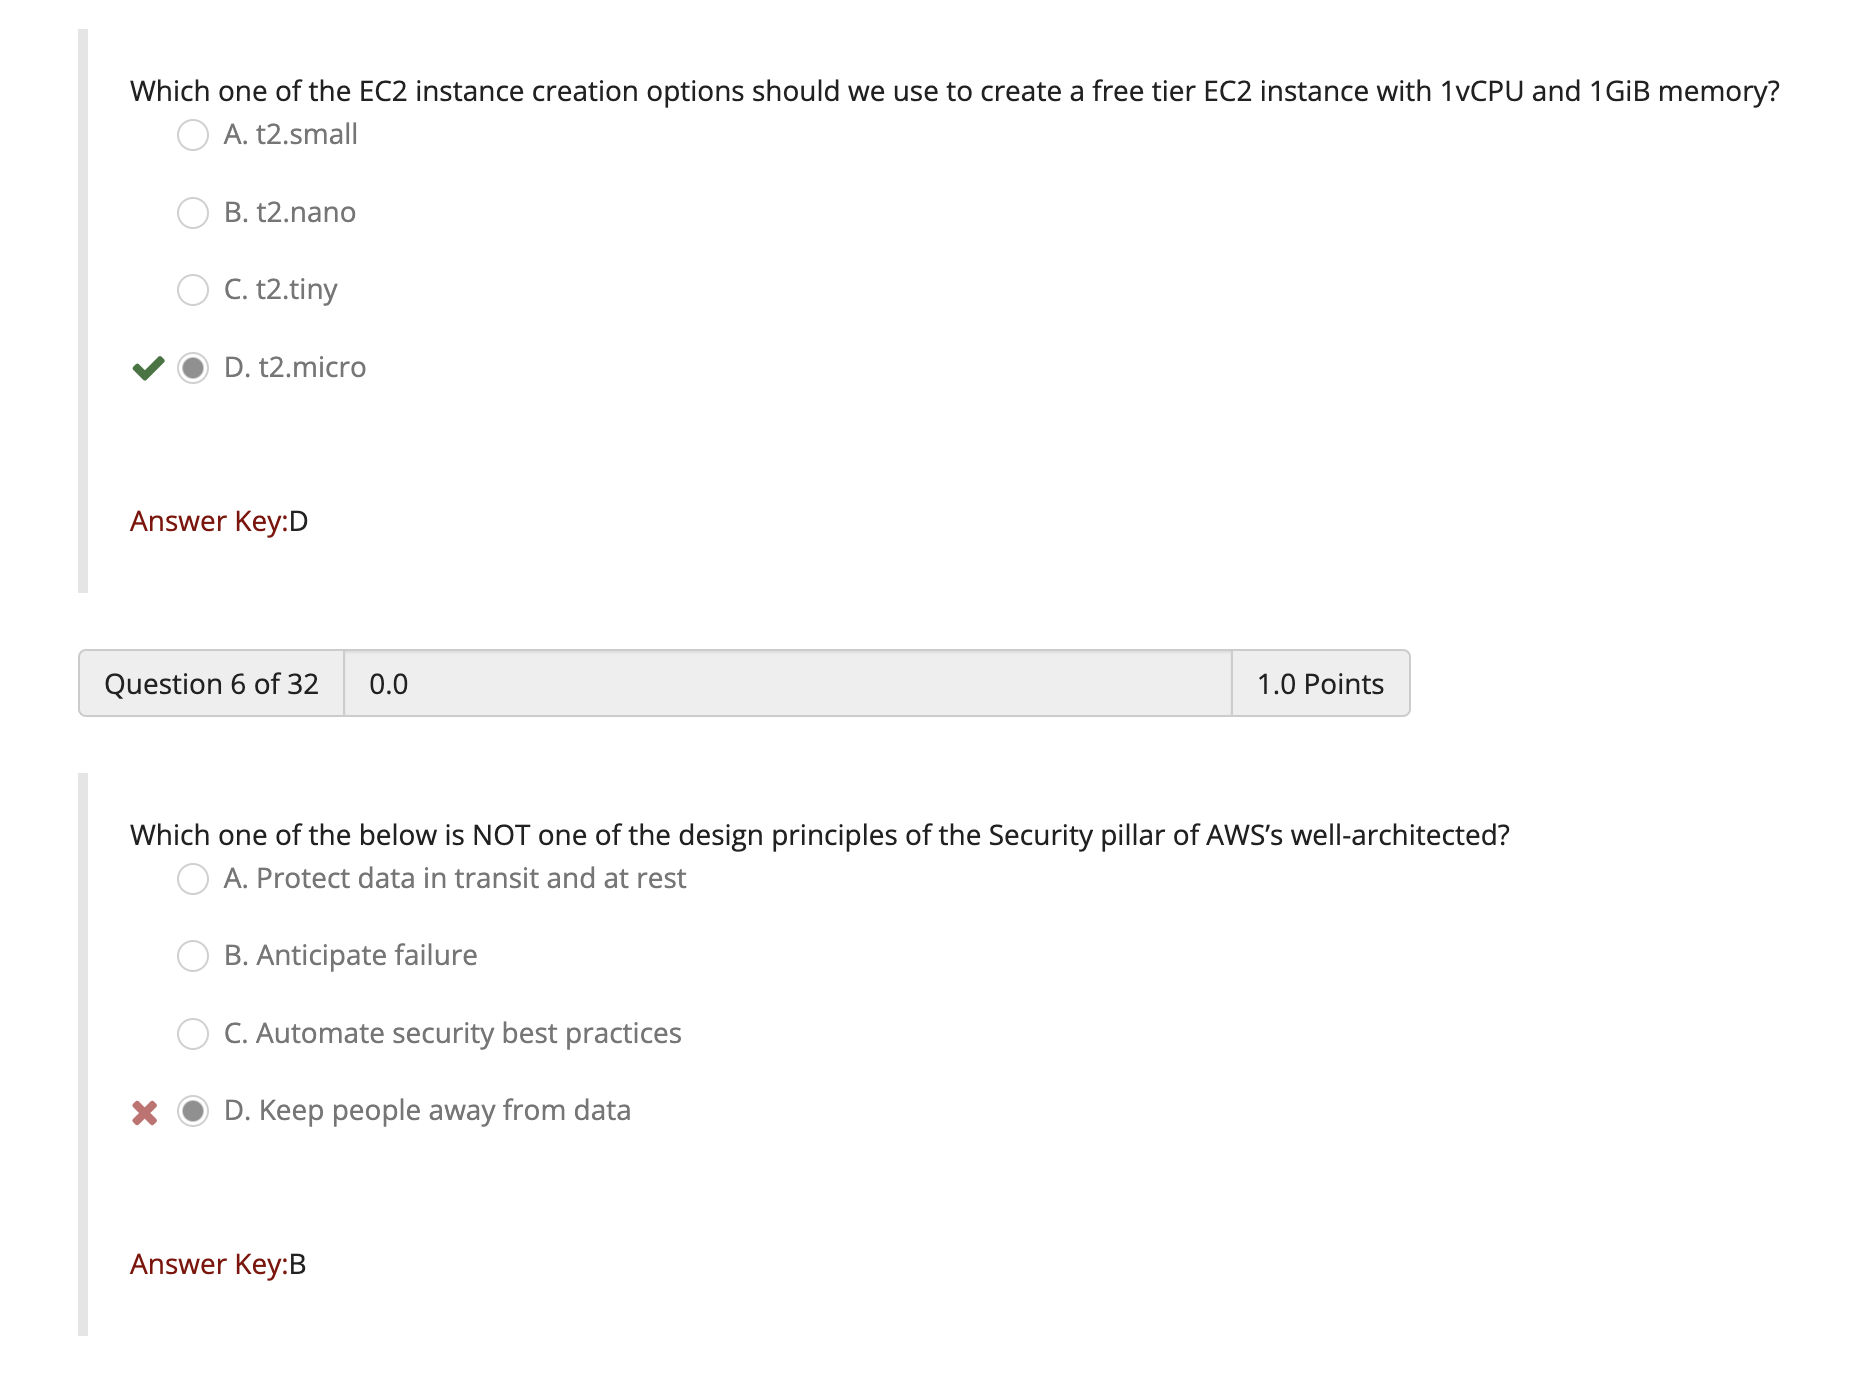 Which one of the EC2 instance creation options should we use to create a free tier EC2 instance with 1vCPU and 1GiB memory?
A. t2.small
B. t2.nano
C. t2.tiny
D. t2.micro
Answer Key:D
Question 6 of 32 0.0 1.0 Points
Which one of the below is NOT one of the design principles of the Security pillar of AWS’s well-architected?
A. Protect data in transit and at rest
B. Anticipate failure
C. Automate security best practices
D. Keep people away from data
Answer Key:B